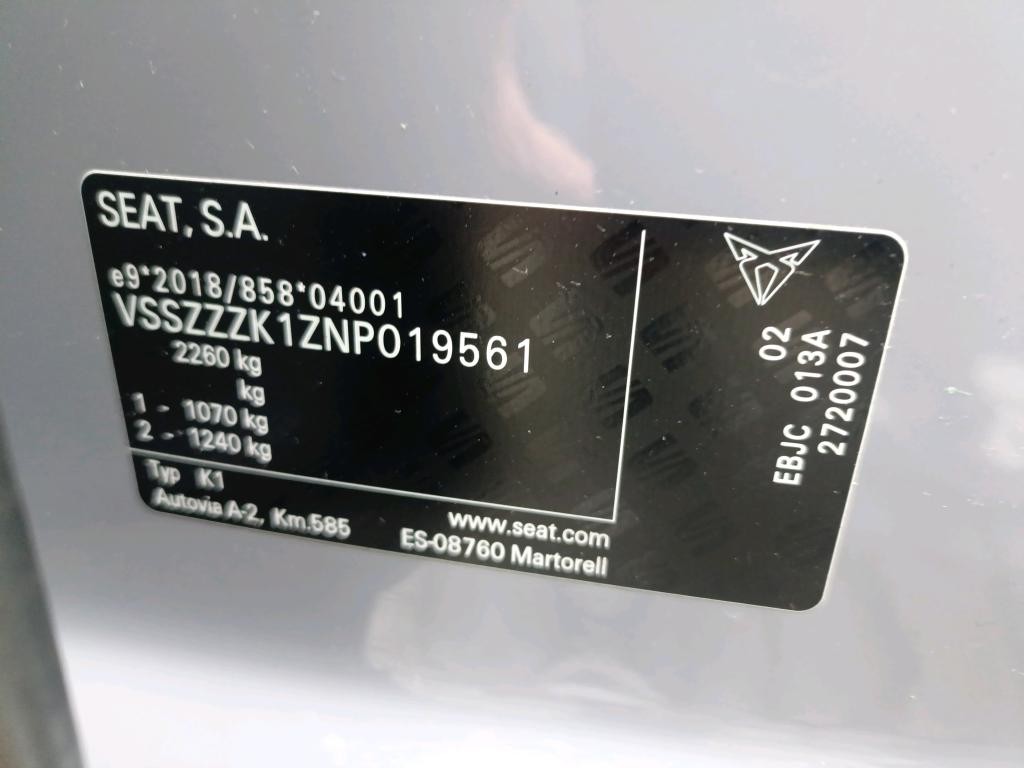 SEAT, S.A.
e9*2018/858*04001
VSSZZZK1ZNP019561
2260 kg
kg
1 - 1070 kg
2 - 1240 kg
Typ K1
Autovia A-2, Km.585
www.seat.com
ES-08760 Martorell
02
EBJC 013A
2720007